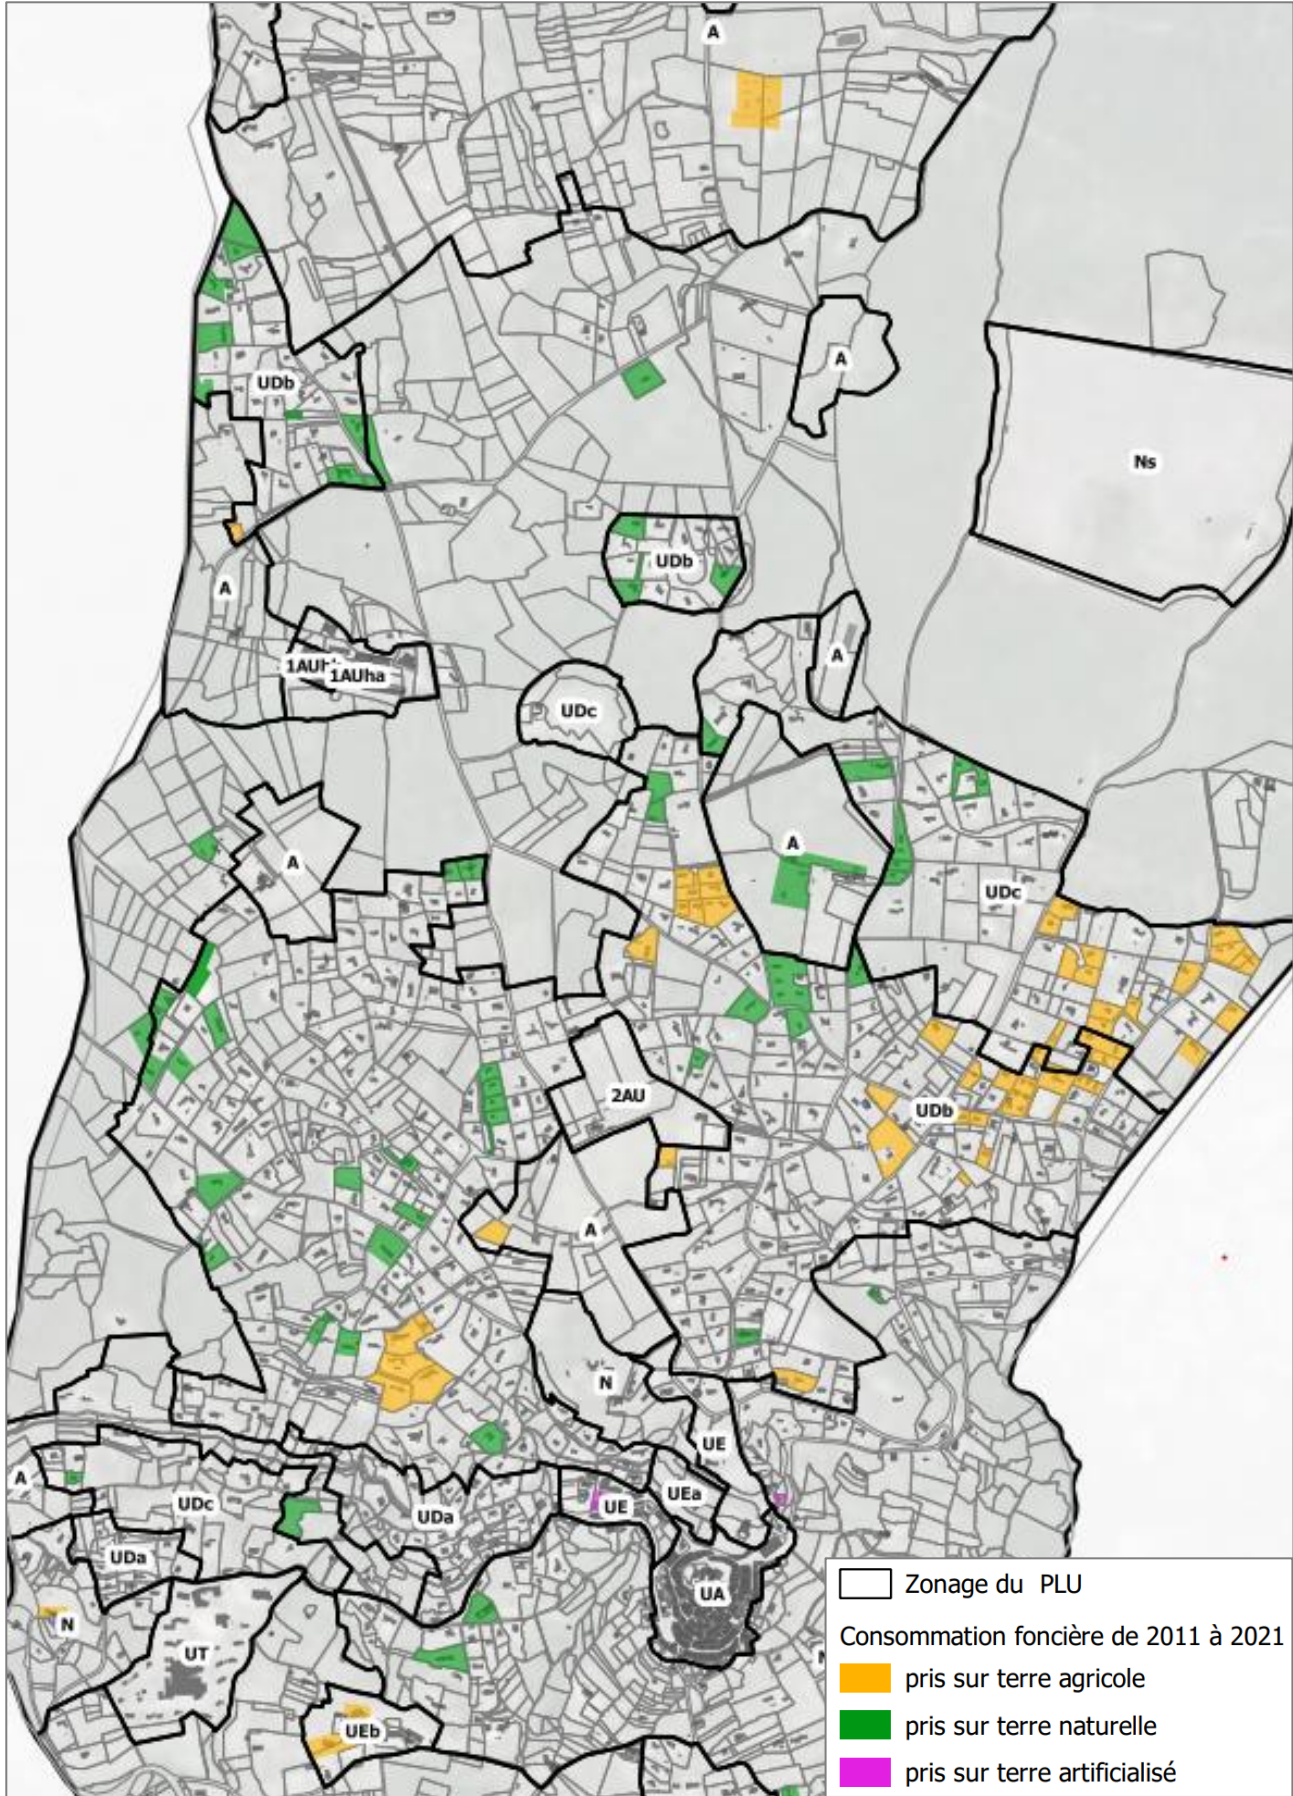 A
UDb
A
Ns
UDb
A
A
1AUha
UDc
A
A
UDc
2AU
UDb
A
N
UE
A
UEa
UDc
UE
UDa
UDa
UA
N
UT
UEb
Zonage du PLU
Consommation foncière de 2011 à 2021
pris sur terre agricole
pris sur terre naturelle
pris sur terre artificialisé